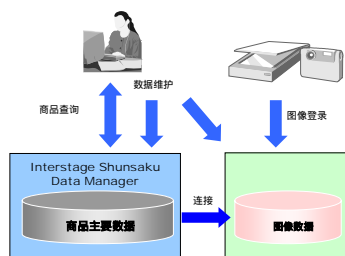 数据维护
商品查询
图像登录
Interstage Shunsaku
Data Manager
连接
商品主要数据
图像数据